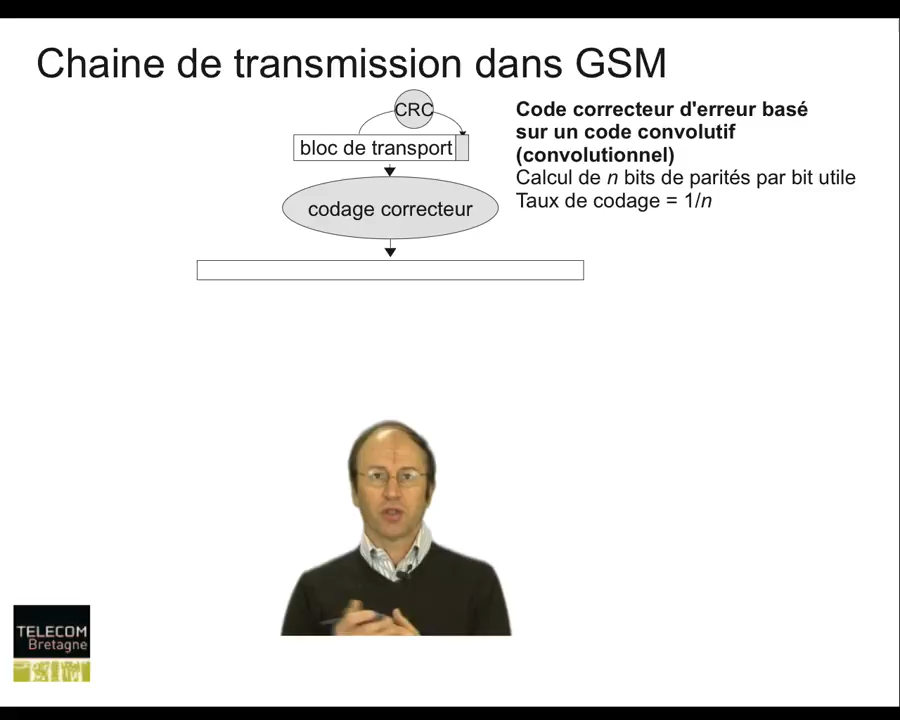 Chaine de transmission dans GSM
CRC
bloc de transport
codage correcteur
Code correcteur d'erreur basé
sur un code convolutif
(convolutionnel)
Calcul de n bits de parités par bit utile
Taux de codage = 1/n
TELECOM
Bretagne